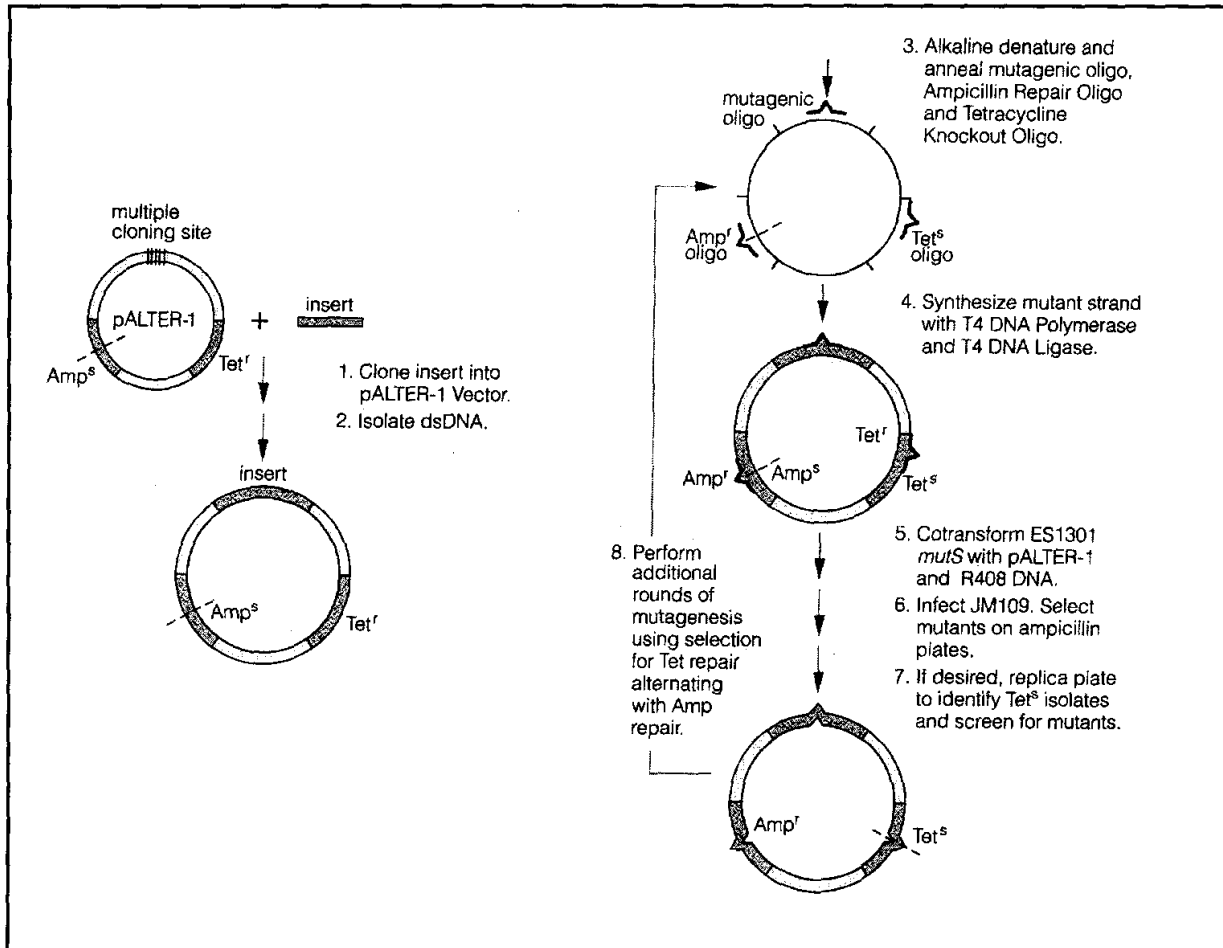 multiple
cloning site
pALTER-1
Amp^s
Tet^r
+
insert
1. Clone insert into
pALTER-1 Vector.
2. Isolate dsDNA.
insert
Amp^s
Tet^r
3. Alkaline denature and
anneal mutagenic oligo,
Ampicillin Repair Oligo
and Tetracycline
Knockout Oligo.
mutagenic
oligo
Amp^r
oligo
Tet^s
oligo
4. Synthesize mutant strand
with T4 DNA Polymerase
and T4 DNA Ligase.
Tet^r
Amp^r
Amp^s
Tet^s
5. Cotransform ES1301
mutS with pALTER-1
and R408 DNA.
6. Infect JM109. Select
mutants on ampicillin
plates.
7. If desired, replica plate
to identify Tet^s isolates
and screen for mutants.
8. Perform
additional
rounds of
mutagenesis
using selection
for Tet repair
alternating
with Amp
repair.
Amp^r
Tet^s